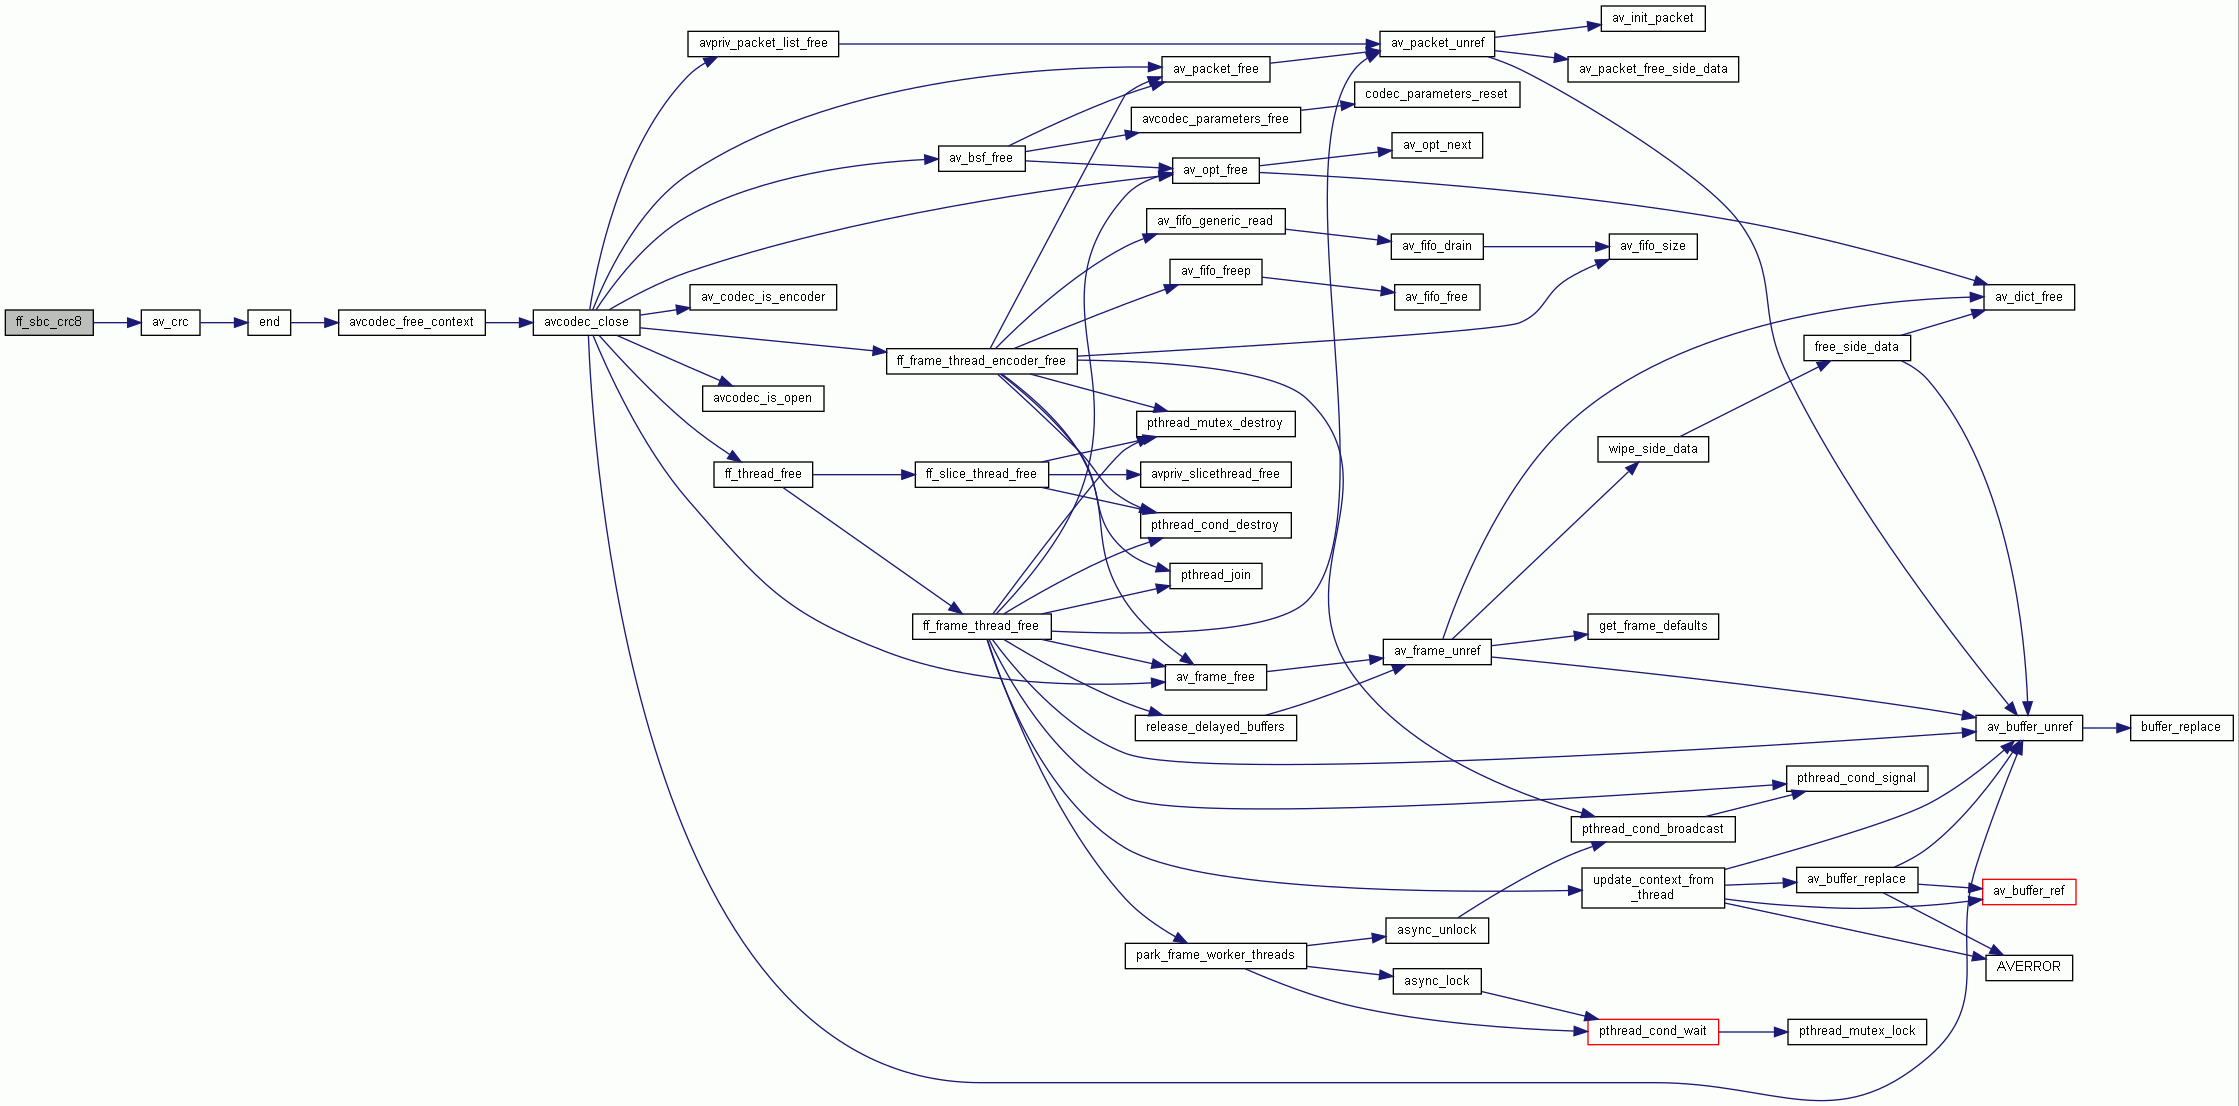 ff_sbc_crc8
av_crc
end
avcodec_free_context
avcodec_close
avpriv_packet_list_free
av_codec_is_encoder
avcodec_is_open
ff_thread_free
av_bsf_free
ff_frame_thread_encoder_free
ff_slice_thread_free
ff_frame_thread_free
av_packet_free
avcodec_parameters_free
av_opt_free
av_fifo_generic_read
av_fifo_freep
pthread_mutex_destroy
avpriv_slicethread_free
pthread_cond_destroy
pthread_join
av_frame_free
release_delayed_buffers
park_frame_worker_threads
av_packet_unref
codec_parameters_reset
av_opt_next
av_fifo_drain
av_fifo_free
av_frame_unref
async_unlock
async_lock
av_init_packet
av_packet_free_side_data
av_fifo_size
wipe_side_data
get_frame_defaults
pthread_cond_broadcast
update_context_from
_thread
pthread_cond_wait
free_side_data
pthread_cond_signal
av_buffer_replace
pthread_mutex_lock
av_dict_free
av_buffer_unref
av_buffer_ref
AVERROR
buffer_replace